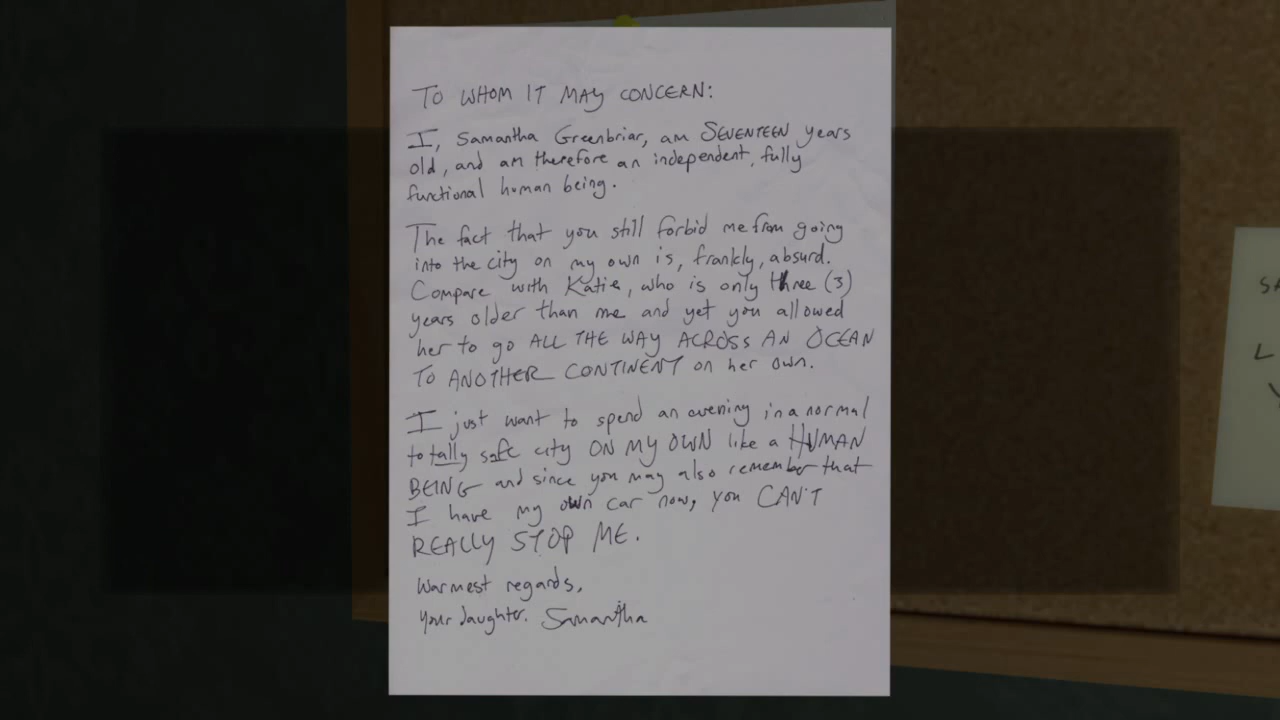 TO WHOM IT MAY CONCERN:
I, Samantha Greenbriar, am SEVENTEEN years
old, and am therefore an independent, fully
functional human being.
The fact that you still forbid me from going
into the city on my own is, frankly, absurd.
Compare with Katie, who is only three (3)
years older than me and yet you allowed
her to go ALL THE WAY ACROSS AN OCEAN
TO ANOTHER CONTINENT on her own.
I just want to spend an evening in a normal
totally safe city ON MY OWN like a HUMAN
BEING and since you may also remember that
I have my own car now, you CAN'T
REALLY STOP ME.
Warmest regards,
Your daughter. Samantha